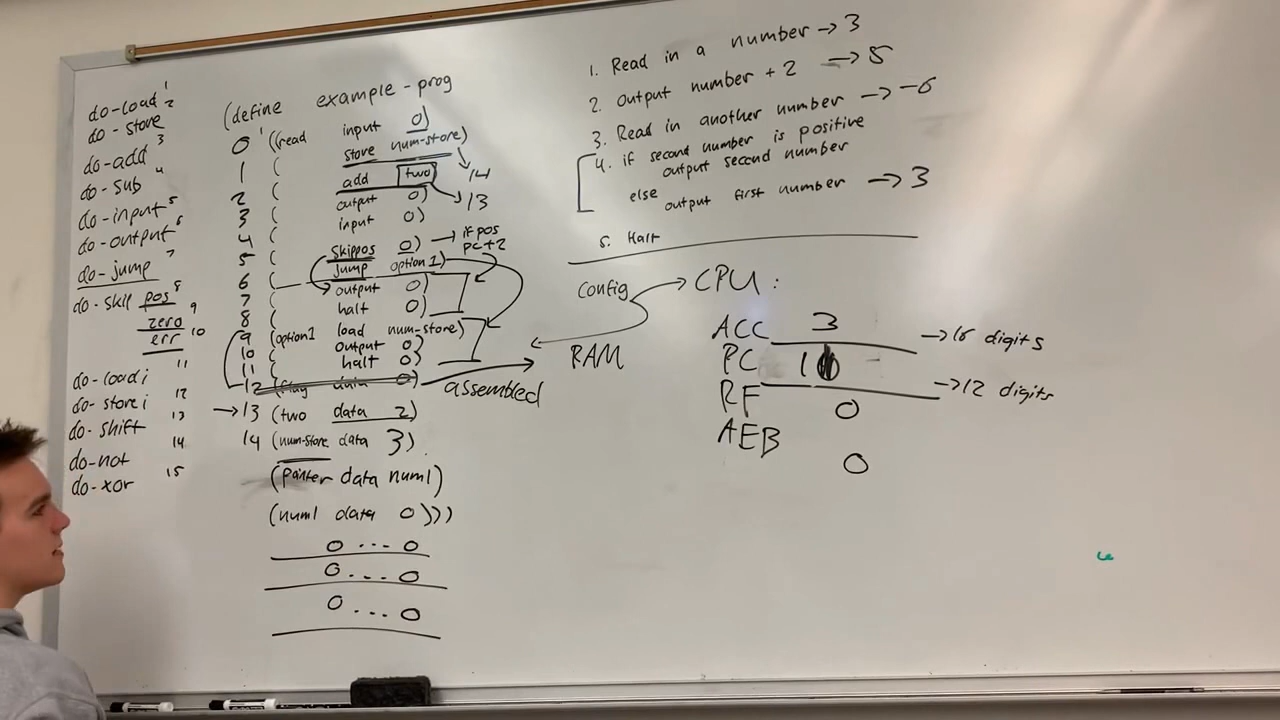 do-load 1
do-store 2
do-add 3
do-sub 4
do-input 5
do-output 6
do-jump 7
do-skip pos 8
zero 9
err 10
do-loadi 11
do-storei 12
do-shift 13
do-not 14
do-xor 15
(define example-prog
0 '((read input 0)
1 ( store num-store) → 14
2 ( add two → 13
3 ( output 0)
4 ( input 0)
5 ( skippos 0) → if pos pc+2
6 ( jump option1)
7 ( output 0)
8 ( halt 0)
9 (option1 load num-store)
10 ( output 0)
11 ( halt 0)
12
→ 13 (two data 2)
14 (num-store data 3)
(pointer data num1)
(num1 data 0)))
0 ... 0
0 ... 0
0 ... 0
assembled
1. Read in a number → 3
2. Output number + 2 → 5
3. Read in another number → -6
4. if second number is positive
output second number
else
output first number → 3
5. Halt
Config → CPU:
RAM
ACC 3 → 16 digits
PC 1
RF 0 → 12 digits
AEB 0